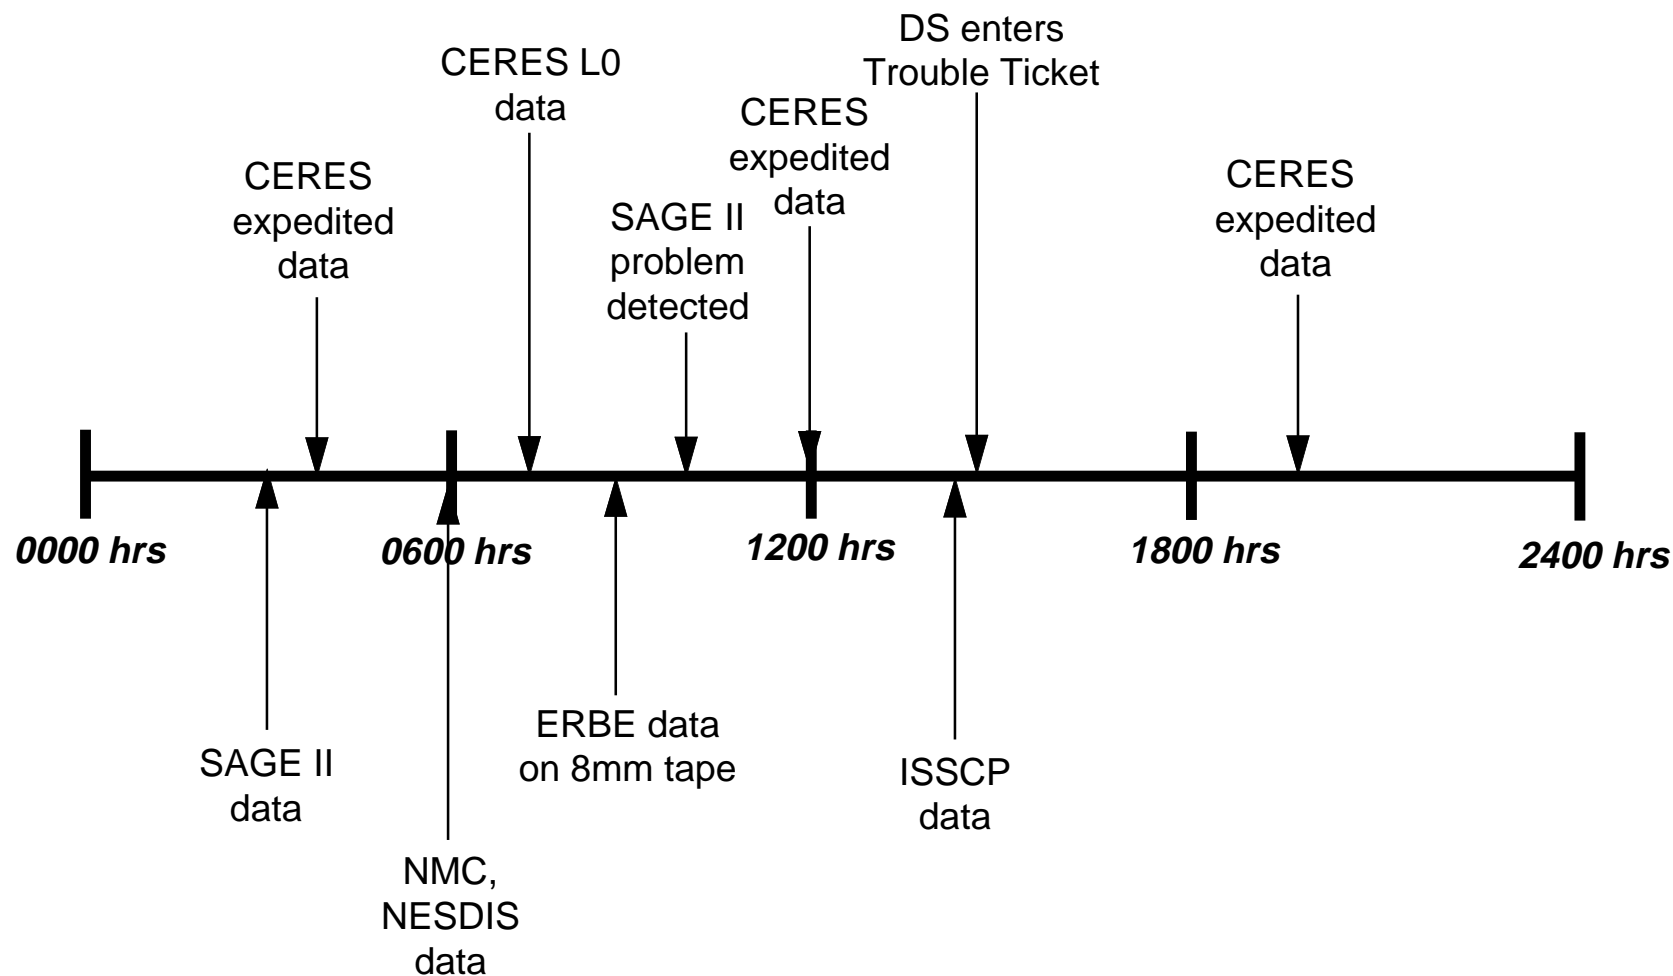 DS enters
Trouble Ticket
CERES L0
data
CERES
expedited
data
CERES
expedited
data
SAGE II
problem
detected
CERES
expedited
data
0000 hrs
0600 hrs
1200 hrs
1800 hrs
2400 hrs
SAGE II
data
NMC,
NESDIS
data
ERBE data
on 8mm tape
ISSCP
data